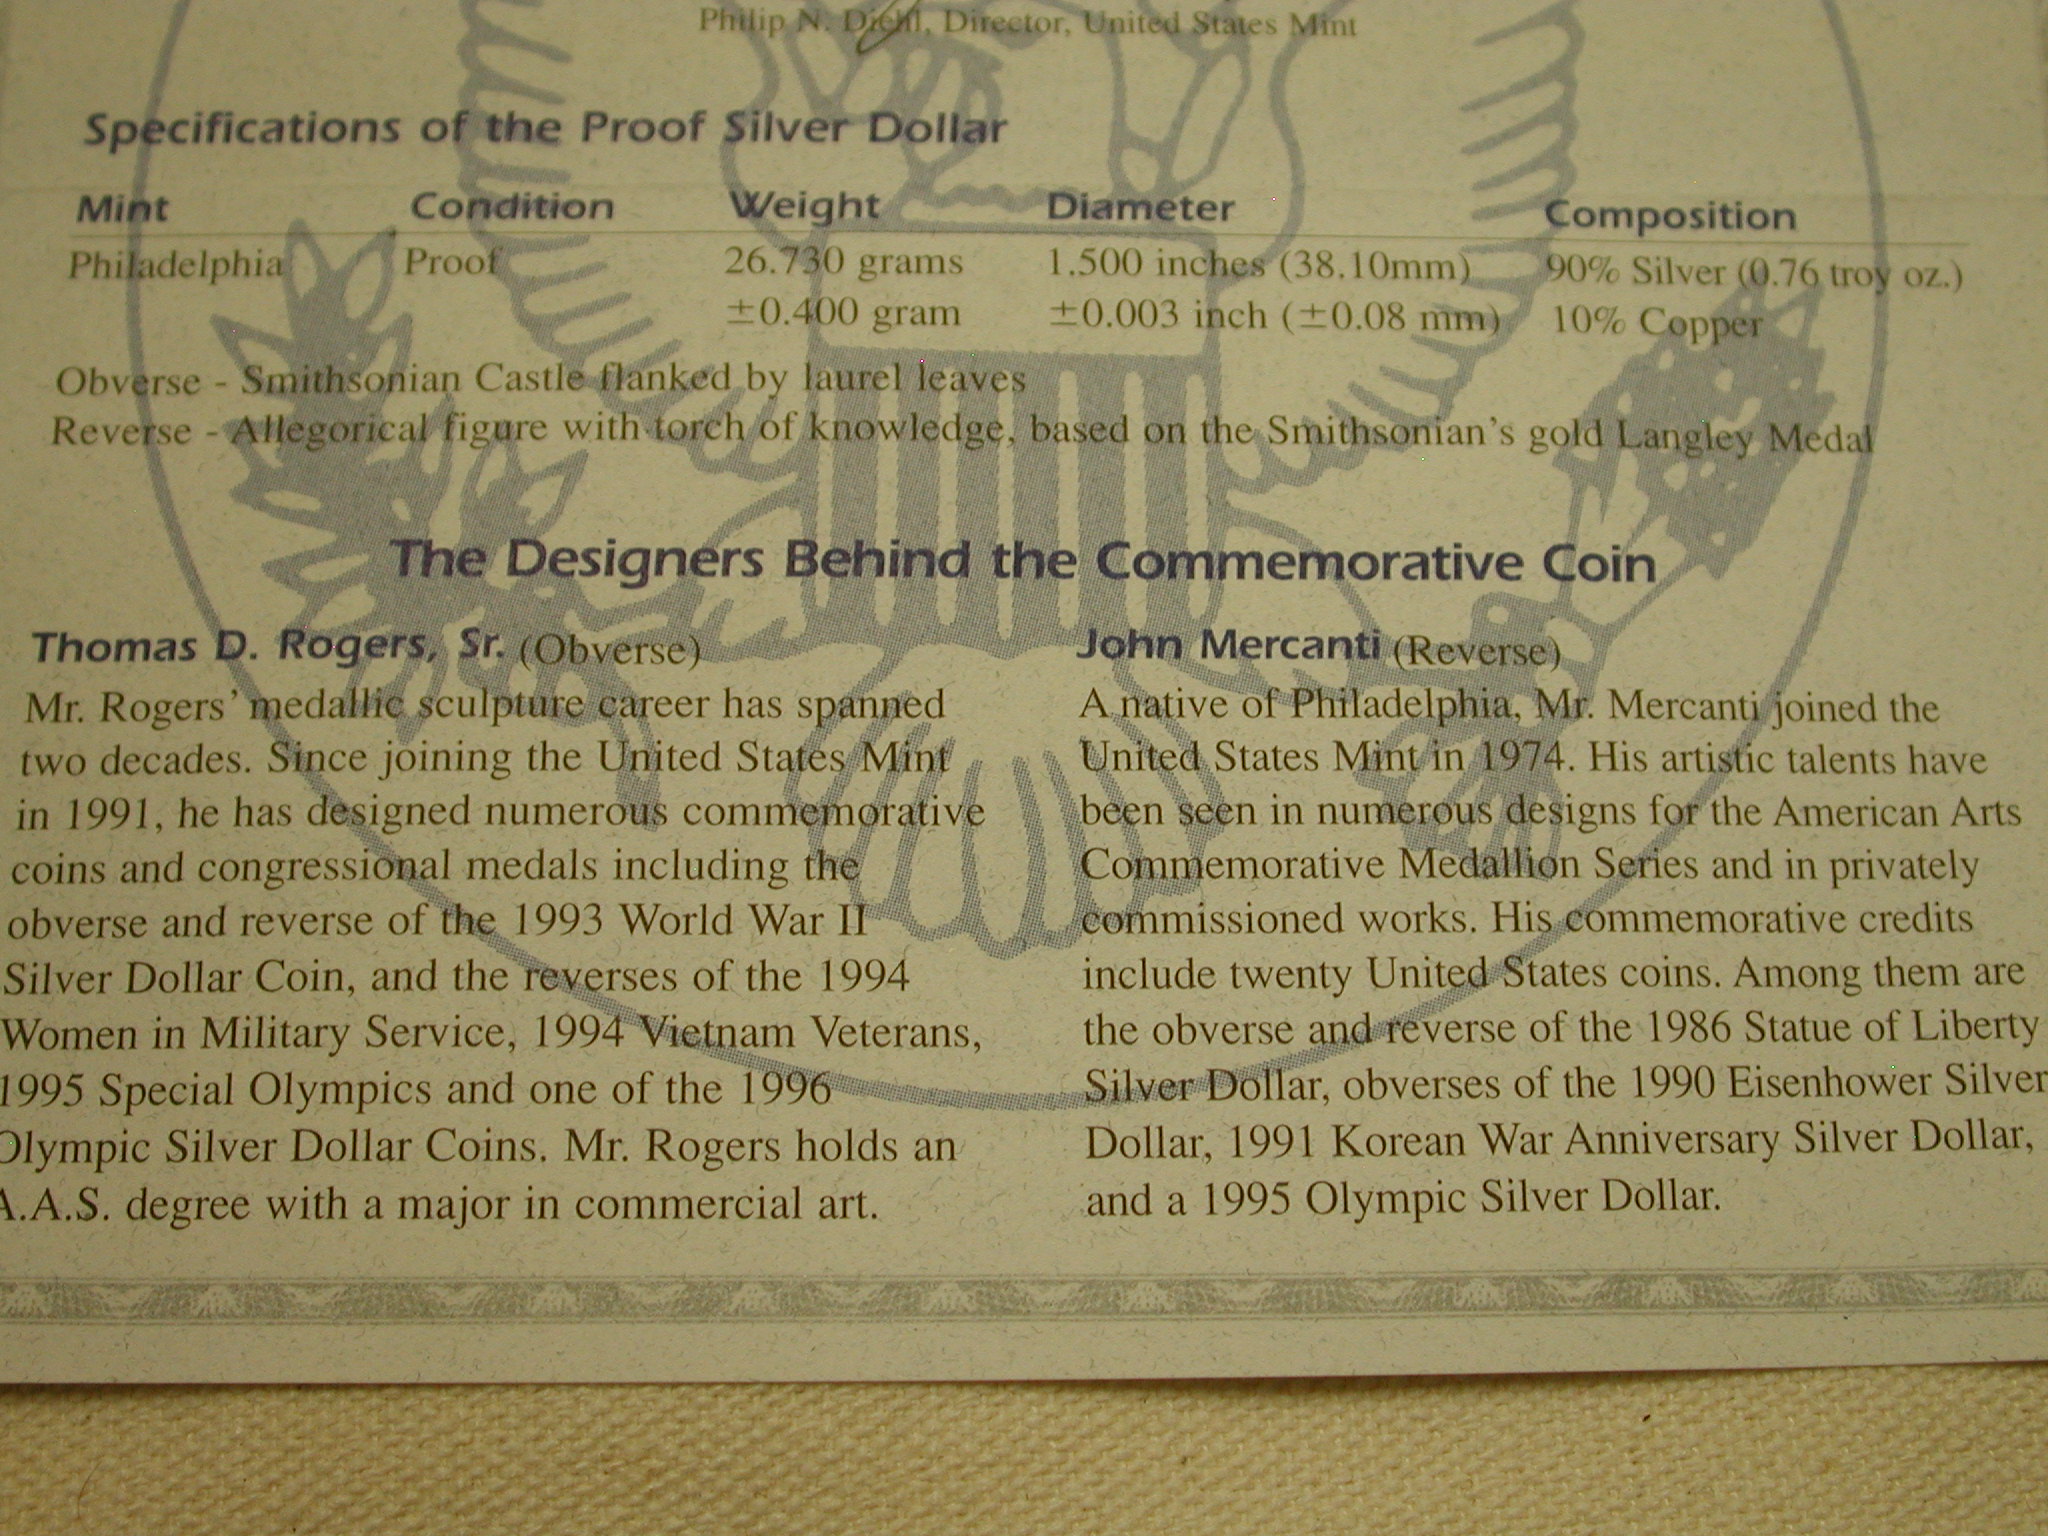 Philip N. Diehl, Director, United States Mint
Specifications of the Proof Silver Dollar
Mint Condition Weight Diameter Composition
Philadelphia Proof 26.730 grams 1.500 inches (38.10mm) 90% Silver (0.76 troy oz.)
±0.400 gram ±0.003 inch (±0.08 mm) 10% Copper
Obverse - Smithsonian Castle flanked by laurel leaves
Reverse - Allegorical figure with torch of knowledge, based on the Smithsonian's gold Langley Medal
The Designers Behind the Commemorative Coin
Thomas D. Rogers, Sr. (Obverse)
Mr. Rogers' medallic sculpture career has spanned
two decades. Since joining the United States Mint
in 1991, he has designed numerous commemorative
coins and congressional medals including the
obverse and reverse of the 1993 World War II
Silver Dollar Coin, and the reverses of the 1994
Women in Military Service, 1994 Vietnam Veterans,
1995 Special Olympics and one of the 1996
Olympic Silver Dollar Coins. Mr. Rogers holds an
A.A.S. degree with a major in commercial art.
John Mercanti (Reverse)
A native of Philadelphia, Mr. Mercanti joined the
United States Mint in 1974. His artistic talents have
been seen in numerous designs for the American Arts
Commemorative Medallion Series and in privately
commissioned works. His commemorative credits
include twenty United States coins. Among them are
the obverse and reverse of the 1986 Statue of Liberty
Silver Dollar, obverses of the 1990 Eisenhower Silver
Dollar, 1991 Korean War Anniversary Silver Dollar,
and a 1995 Olympic Silver Dollar.